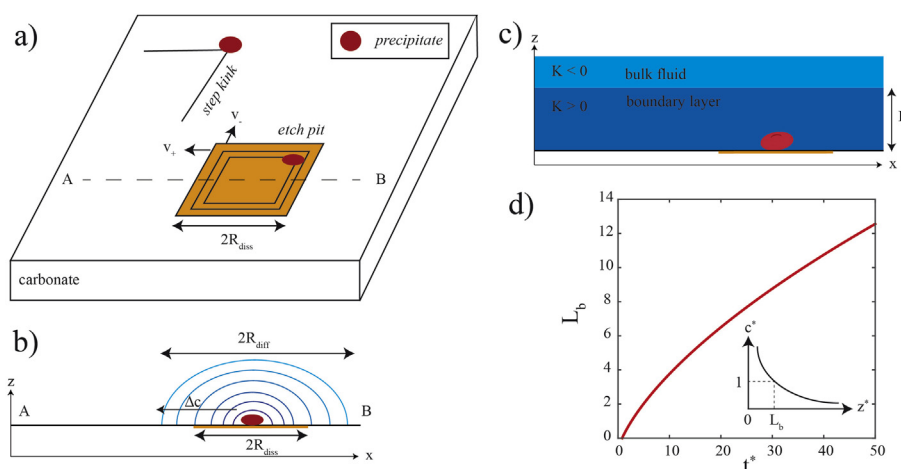 a)
precipitate
step kink
etch pit
v-
v+
A
B
2Rdiss
carbonate
b)
2Rdiff
z
A
Δc
B
2Rdiss
x
c)
z
K < 0
bulk fluid
K > 0
boundary layer
x
d)
14
12
10
8
6
4
2
0
Lb
c*
1
0
Lb
z*
0
10
20
30
40
50
t*